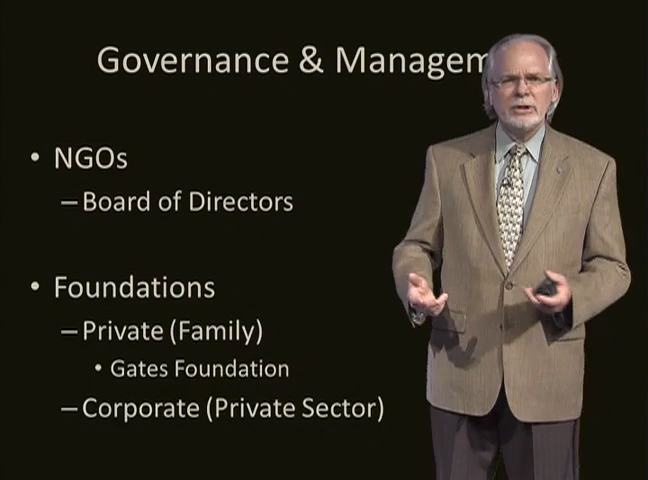 Governance & Managem
• NGOs
–Board of Directors
• Foundations
–Private (Family)
• Gates Foundation
–Corporate (Private Sector)